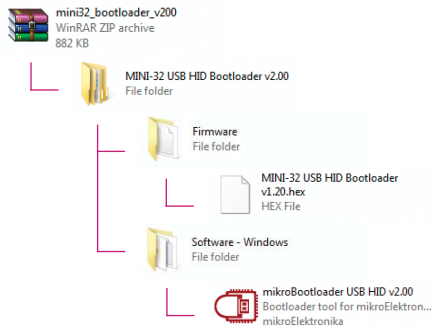 mini32_bootloader_v200
WinRAR ZIP archive
882 KB
MINI-32 USB HID Bootloader v2.00
File folder
Firmware
File folder
MINI-32 USB HID Bootloader
v1.20.hex
HEX File
Software - Windows
File folder
mikroBootloader USB HID v2.00
Bootloader tool for mikroElektron...
mikroElektronika